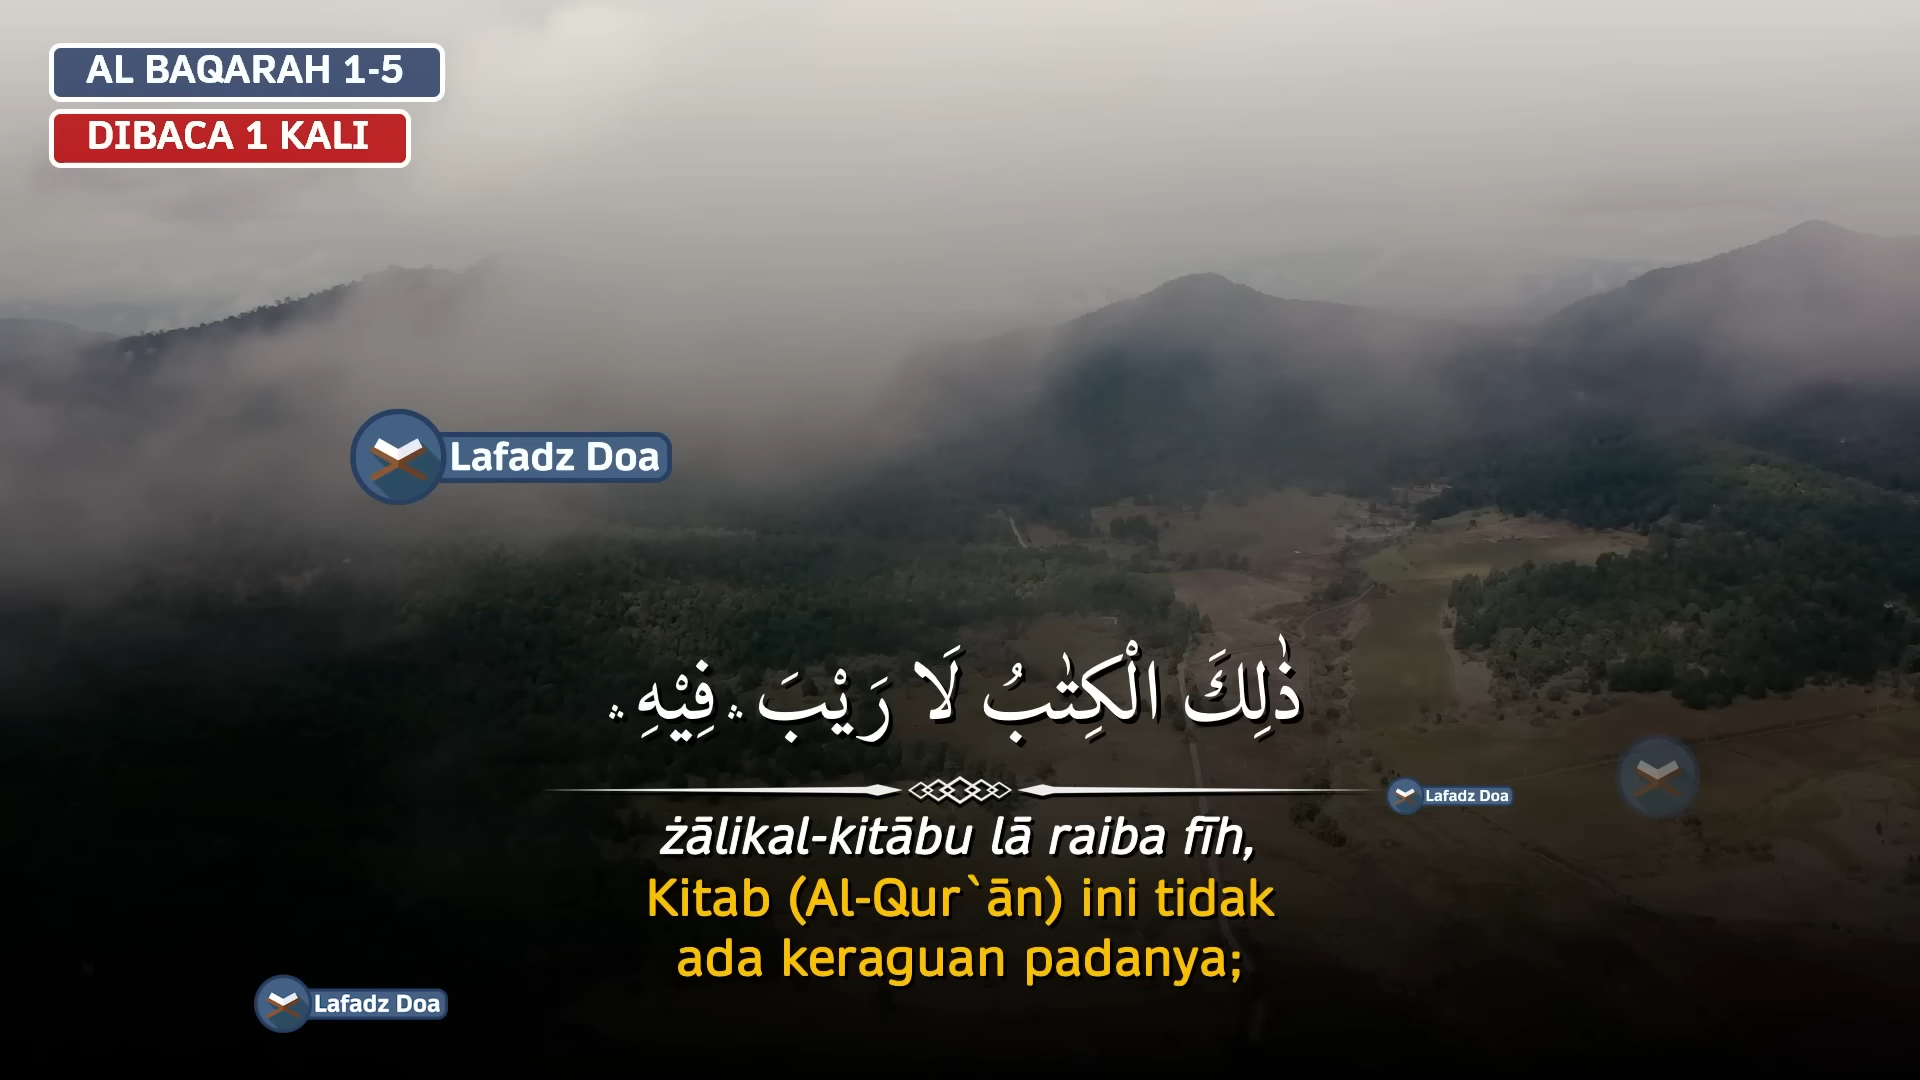 AL BAQARAH 1-5
DIBACA 1 KALI
Lafadz Doa
ذٰلِكَ الْكِتٰبُ لَا رَيْبَ ۛ فِيْهِ ۛ
Lafadz Doa
żālikal-kitābu lā raiba fīh,
Kitab (Al-Qur`ān) ini tidak
ada keraguan padanya;
Lafadz Doa